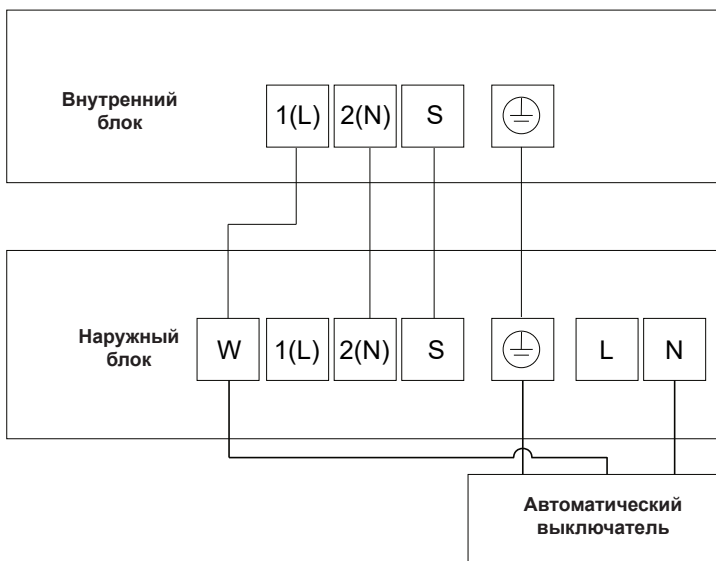 Внутренний
блок
1(L) 2(N) S
Наружный
блок
W 1(L) 2(N) S L N
Автоматический
выключатель